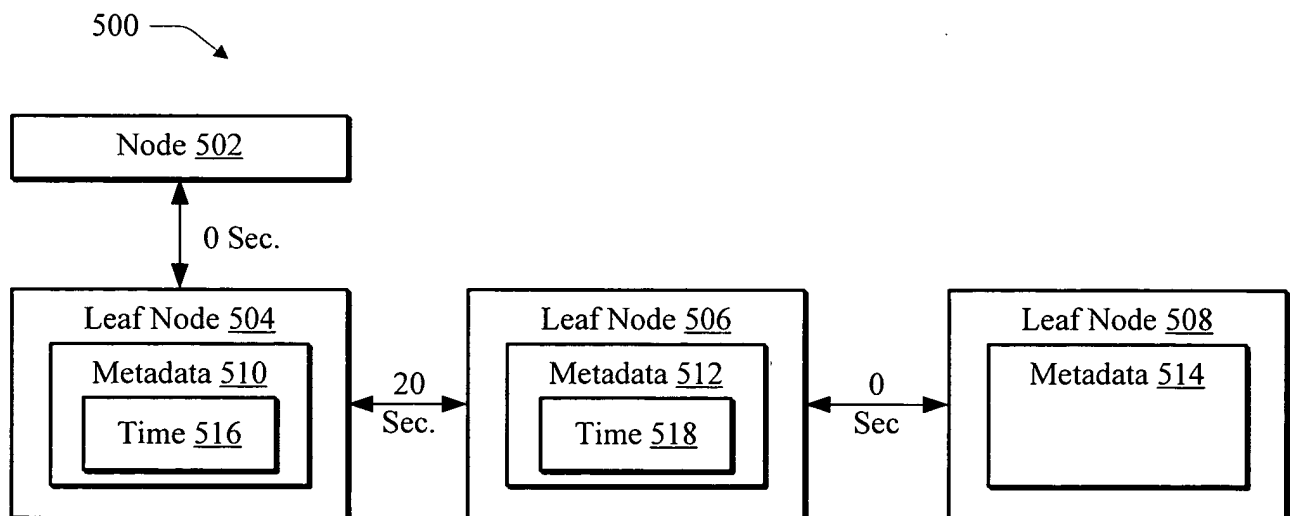 500
Node 502
0 Sec.
Leaf Node 504
Metadata 510
Time 516
20
Sec.
Leaf Node 506
Metadata 512
Time 518
0
Sec
Leaf Node 508
Metadata 514